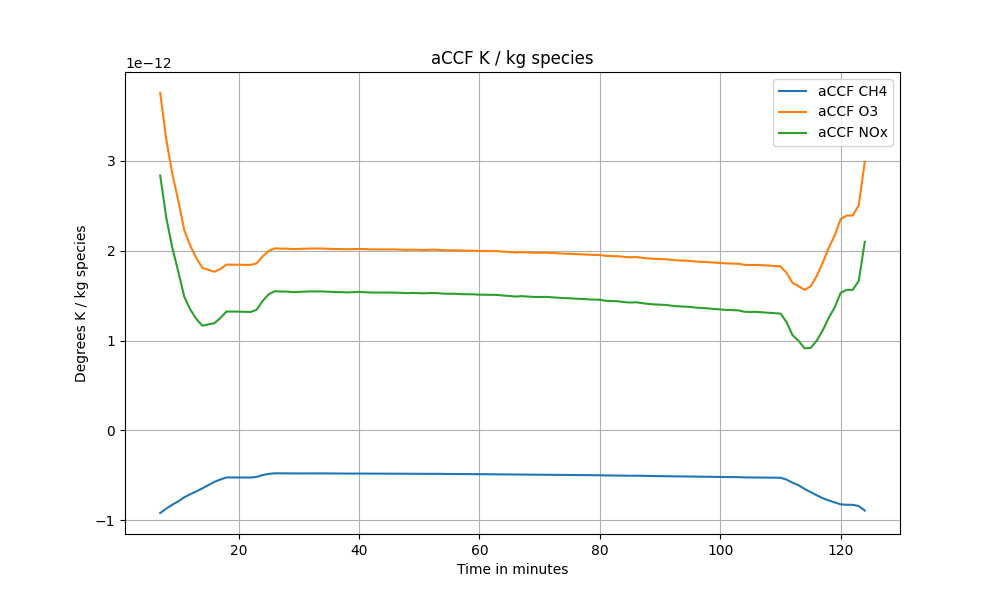 aCCF K / kg species
1e−12
aCCF CH4
aCCF O3
aCCF NOx
3
2
1
0
−1
Degrees K / kg species
20 40 60 80 100 120
Time in minutes